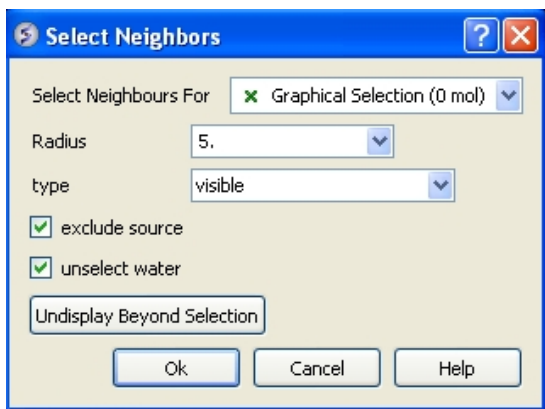 Select Neighbors
Select Neighbours For Graphical Selection (0 mol)
Radius 5.
type visible
exclude source
unselect water
Undisplay Beyond Selection
Ok Cancel Help